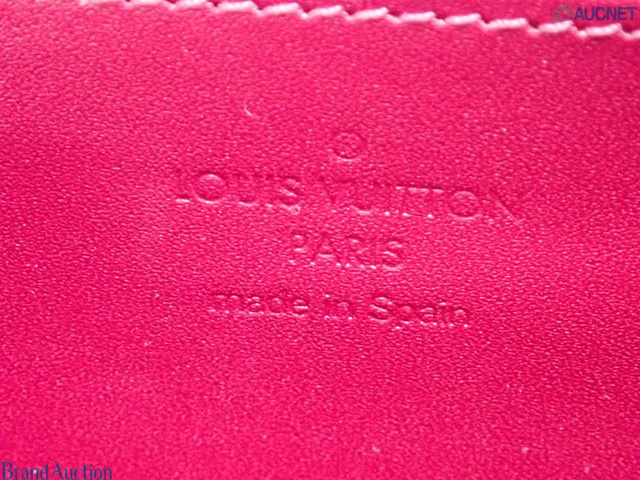 AUCNET
®
LOUIS VUITTON
PARIS
made in Spain
Brand Auction